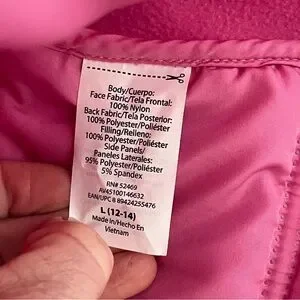 Body/Cuerpo:
Face Fabric/Tela Frontal:
100% Nylon
Back Fabric/Tela Posterior:
100% Polyester/Poliéster
Filling/Relleno:
100% Polyester/Poliéster
Side Panels/
Paneles Laterales:
95% Polyester/Poliéster
5% Spandex
RN# 52469
AV45100146632
EAN/UPC 8 89424255476
L (12-14)
Made In/Hecho En
Vietnam